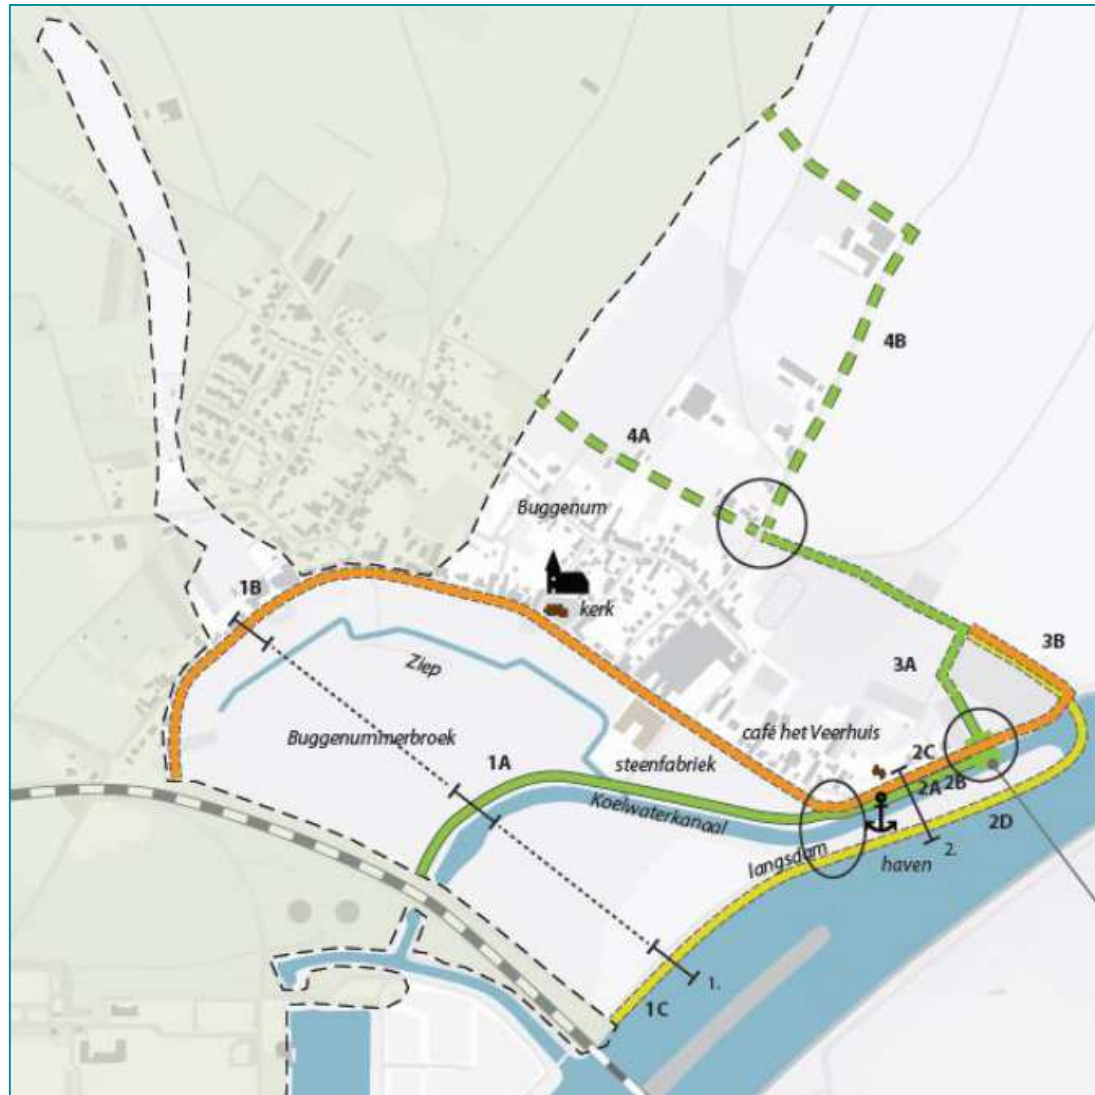 4B
4A
Buggenum
1B
kerk
3B
3A
Ziep
café het Veerhuis
Buggenummerbroek
1A
steenfabriek
2C
2A
2B
Koelwaterkanaal
2D
langsdam
haven
2.
1.
1C